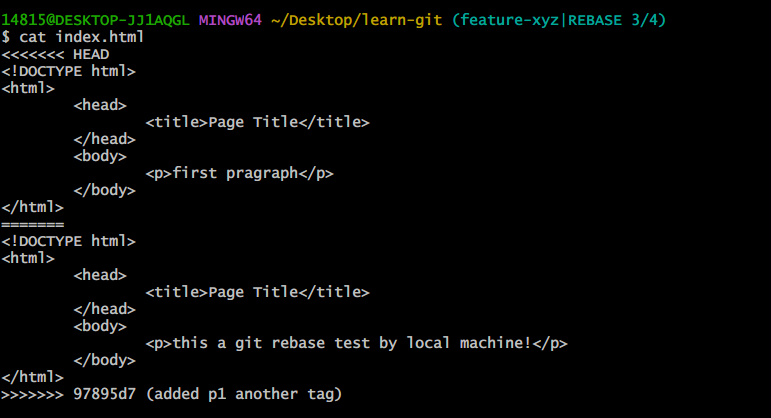 14815@DESKTOP-JJ1AQGL MINGW64 ~/Desktop/learn-git (feature-xyz|REBASE 3/4)
$ cat index.html
<<<<<<< HEAD
<!DOCTYPE html>
<html>
        <head>
                <title>Page Title</title>
        </head>
        <body>
                <p>first pragraph</p>
        </body>
</html>
=======
<!DOCTYPE html>
<html>
        <head>
                <title>Page Title</title>
        </head>
        <body>
                <p>this a git rebase test by local machine!</p>
        </body>
</html>
>>>>>>> 97895d7 (added p1 another tag)